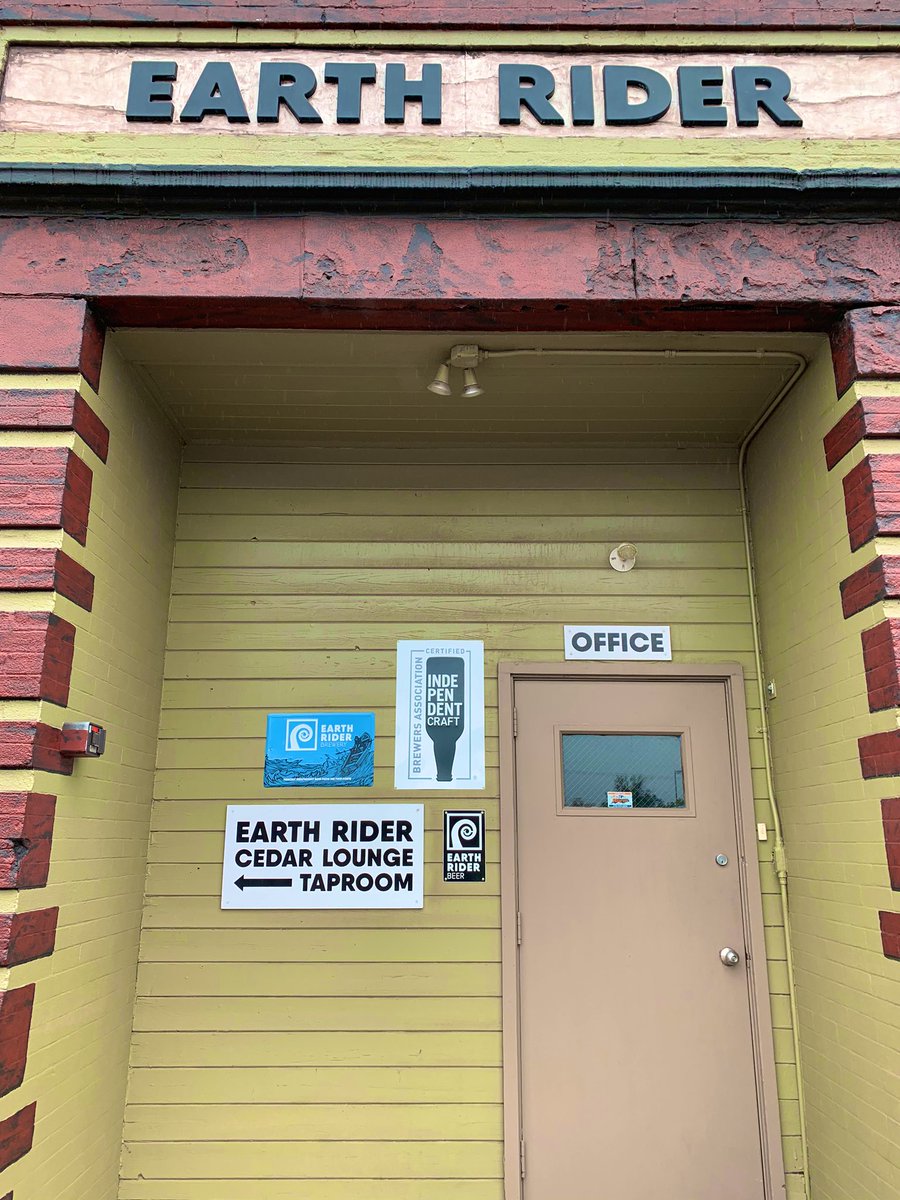 EARTH RIDER
OFFICE
CERTIFIED
BREWERS ASSOCIATION
INDE
PEN
DENT
CRAFT
EARTH
RIDER
BREWERY
EARTH RIDER
CEDAR LOUNGE
← TAPROOM
EARTH
RIDER
BEER